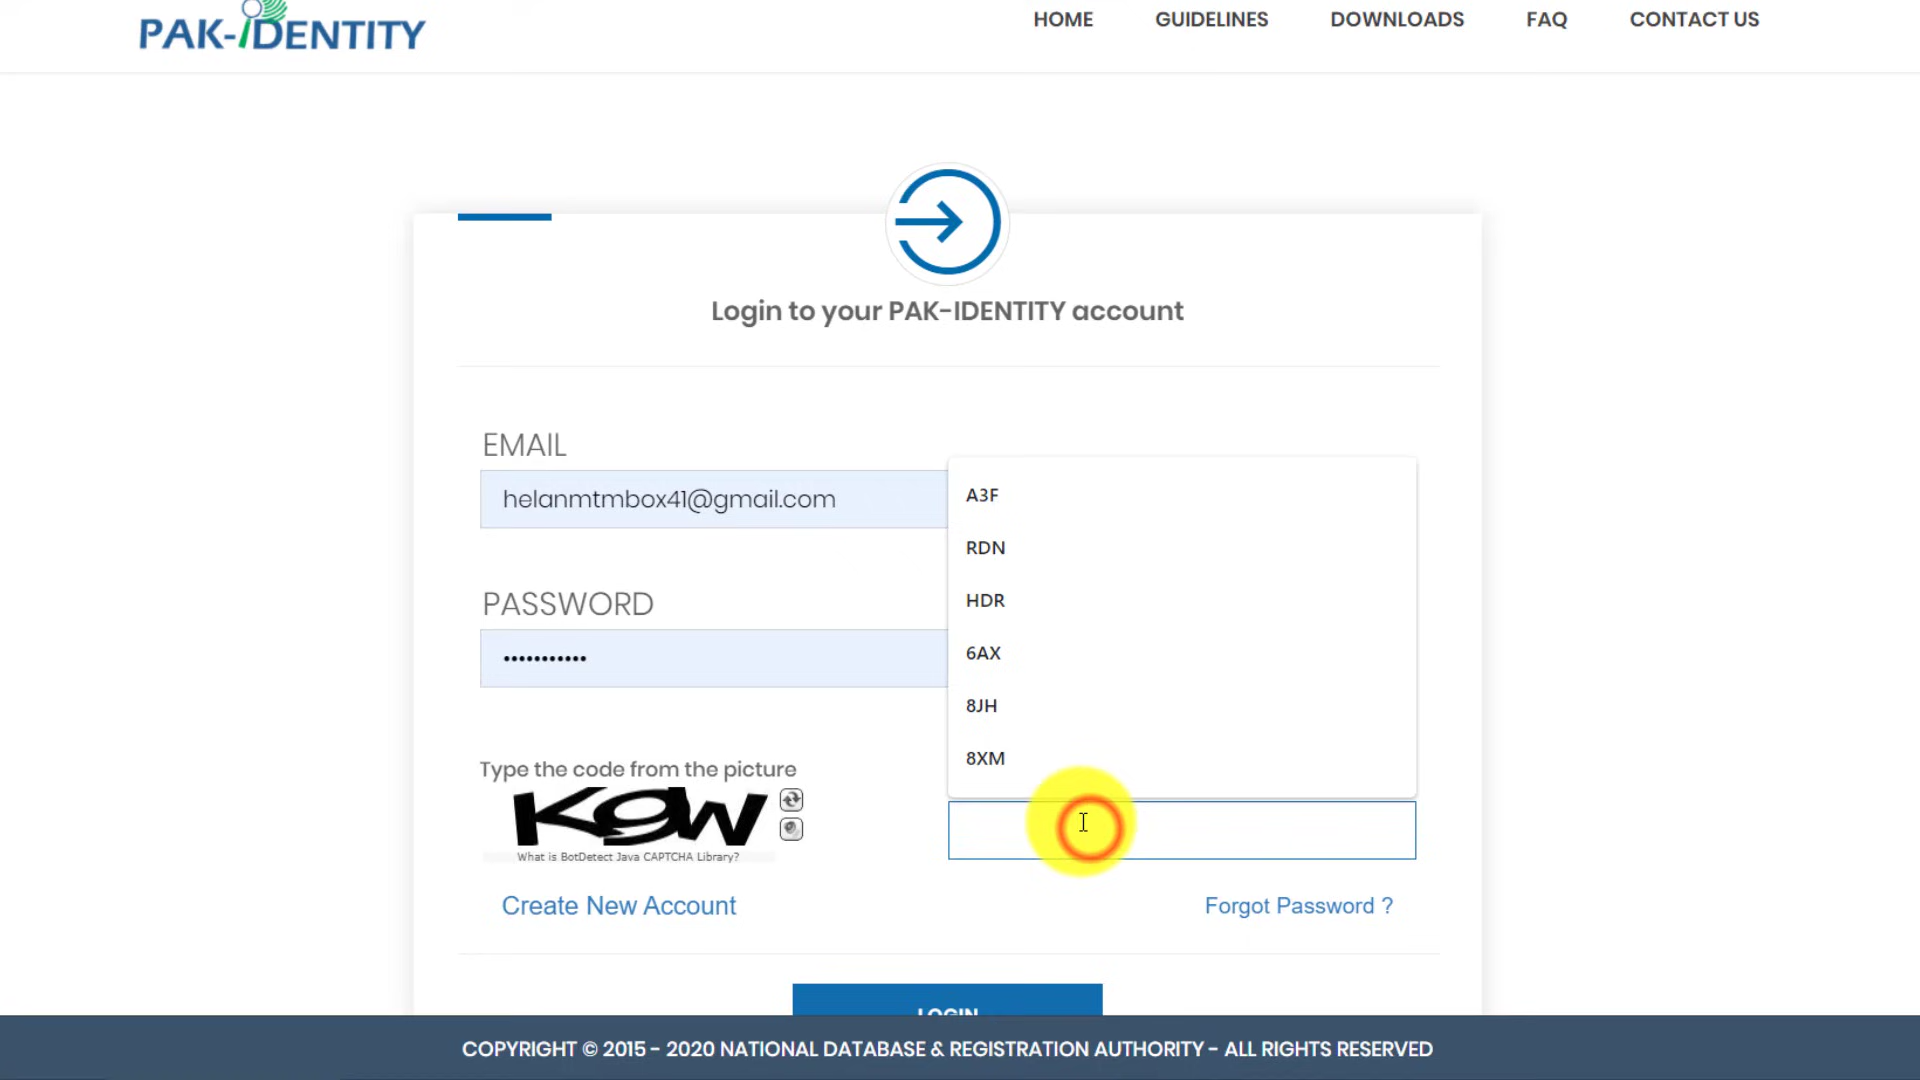 PAK-iDENTITY
HOME GUIDELINES DOWNLOADS FAQ CONTACT US
Login to your PAK-IDENTITY account
EMAIL
helanmtmbox41@gmail.com
A3F
RDN
HDR
PASSWORD
6AX
•••••••••••
8JH
8XM
Type the code from the picture
K9W
What is BotDetect Java CAPTCHA Library?
Create New Account
Forgot Password ?
LOGIN
COPYRIGHT © 2015 - 2020 NATIONAL DATABASE & REGISTRATION AUTHORITY - ALL RIGHTS RESERVED